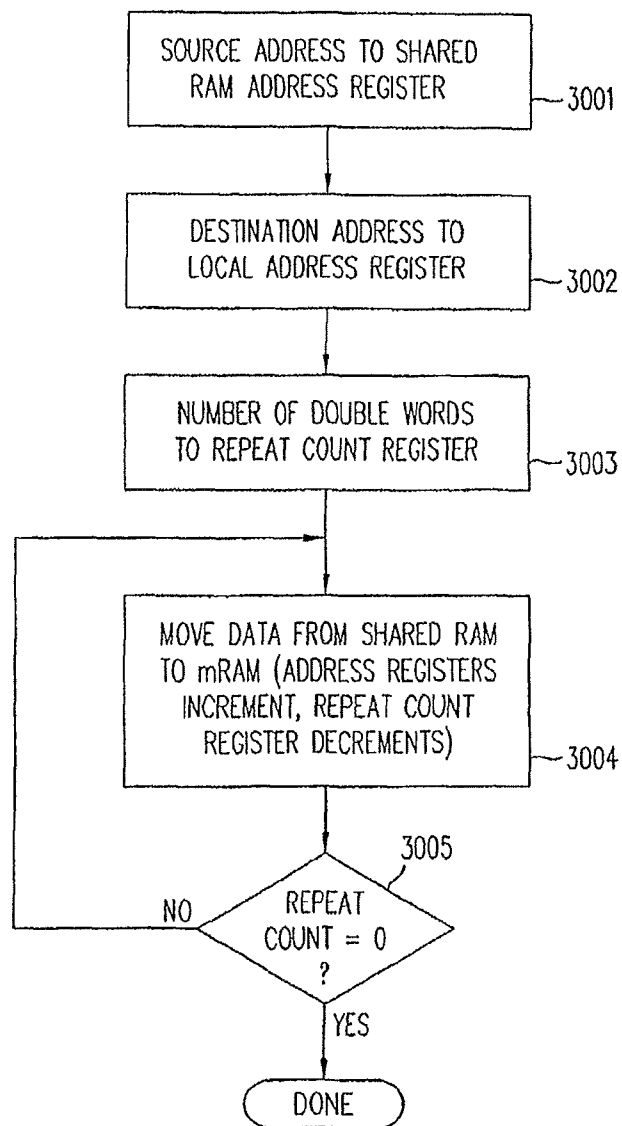 SOURCE ADDRESS TO SHARED
RAM ADDRESS REGISTER
3001
DESTINATION ADDRESS TO
LOCAL ADDRESS REGISTER
3002
NUMBER OF DOUBLE WORDS
TO REPEAT COUNT REGISTER
3003
MOVE DATA FROM SHARED RAM
TO mRAM (ADDRESS REGISTERS
INCREMENT, REPEAT COUNT
REGISTER DECREMENTS)
3004
3005
REPEAT
COUNT = 0
?
NO
YES
DONE